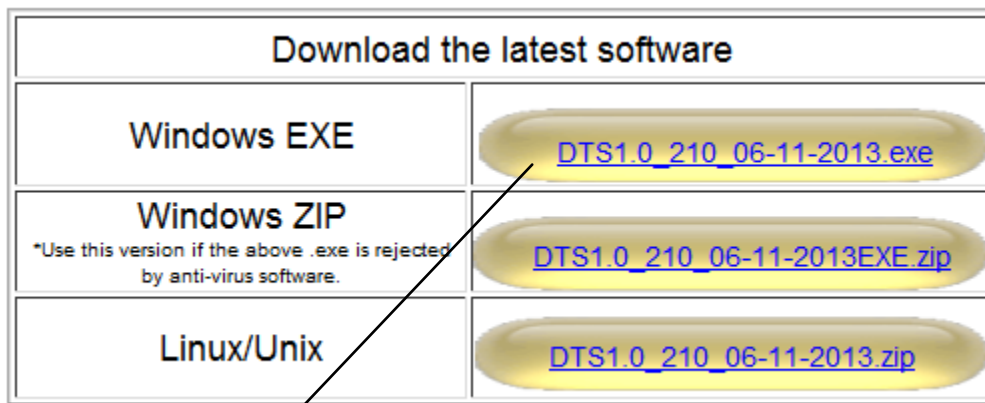 Download the latest software
Windows EXE
DTS1.0_210_06-11-2013.exe
Windows ZIP
*Use this version if the above .exe is rejected
by anti-virus software.
DTS1.0_210_06-11-2013EXE.zip
Linux/Unix
DTS1.0_210_06-11-2013.zip